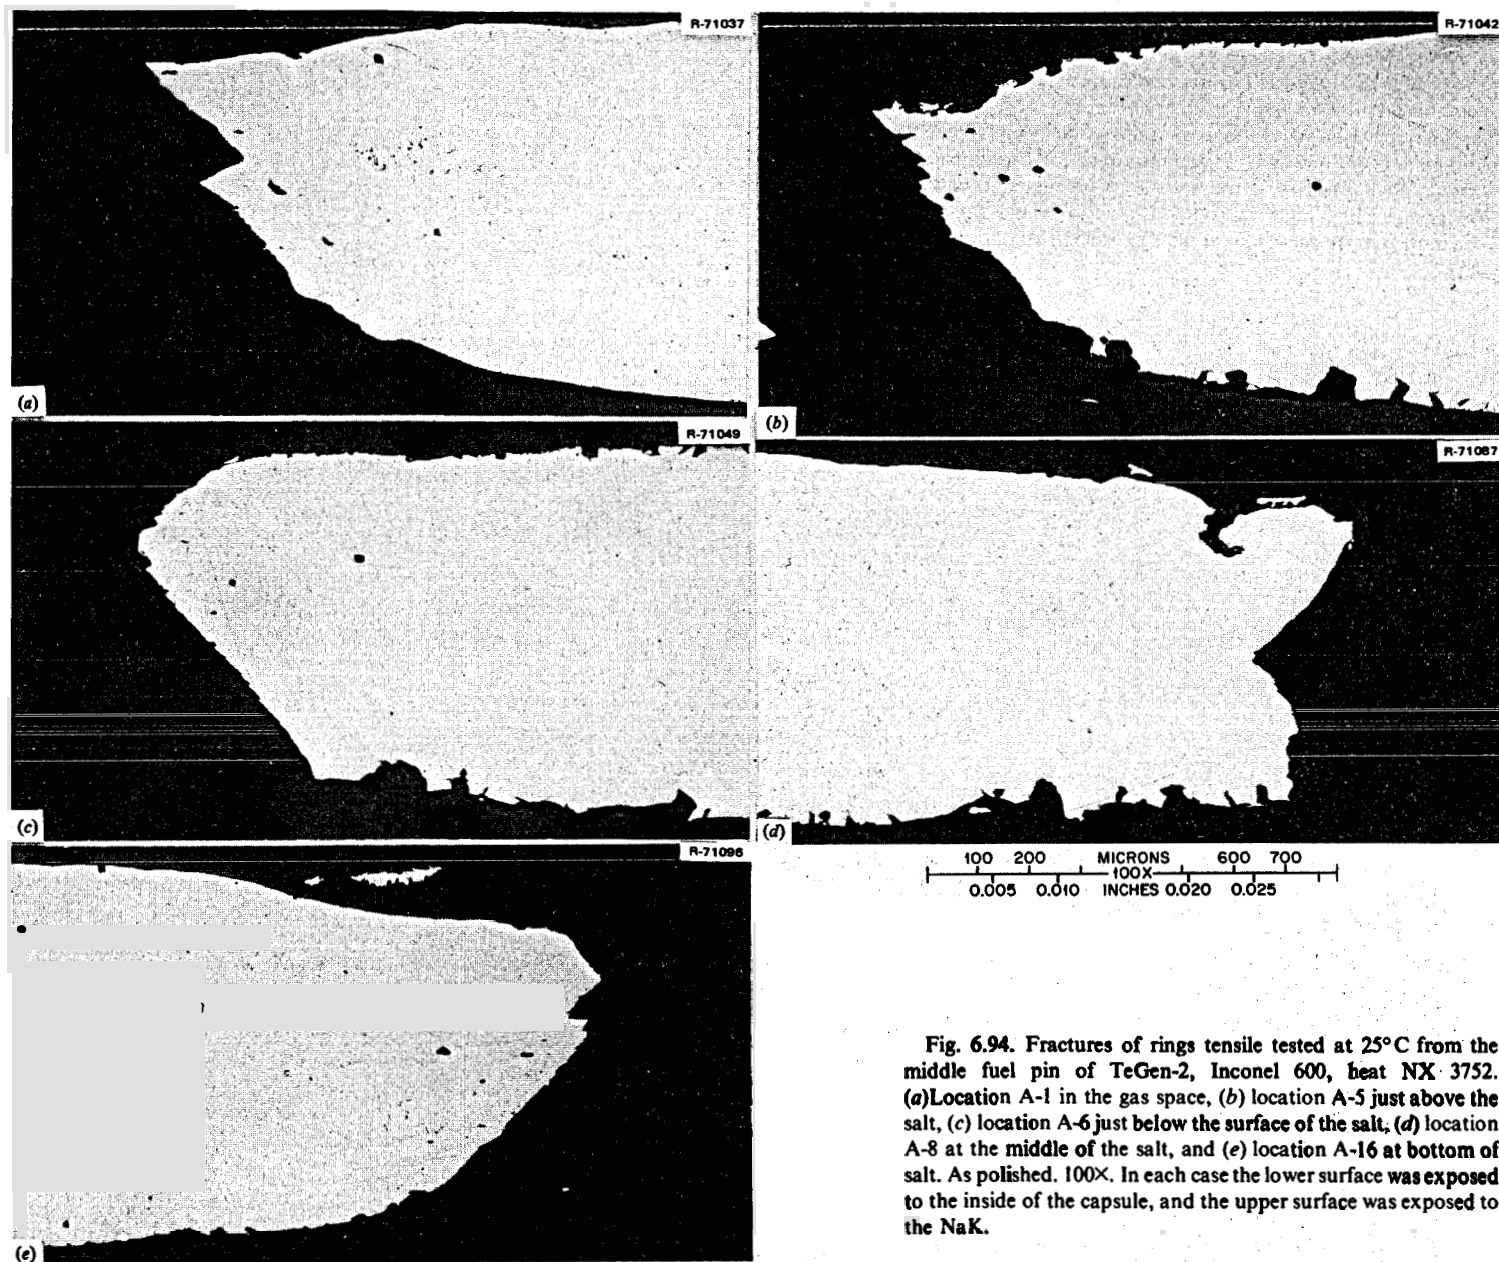 R-71037
R-71042
(a)
(b)
R-71049
R-71087
(c)
(d)
R-71096
(e)
100 200 MICRONS 600 700
100X
0.005 0.010 INCHES 0.020 0.025
Fig. 6.94. Fractures of rings tensile tested at 25°C from the
middle fuel pin of TeGen-2, Inconel 600, heat NX 3752.
(a)Location A-1 in the gas space, (b) location A-5 just above the
salt, (c) location A-6 just below the surface of the salt, (d) location
A-8 at the middle of the salt, and (e) location A-16 at bottom of
salt. As polished. 100X. In each case the lower surface was exposed
to the inside of the capsule, and the upper surface was exposed to
the NaK.